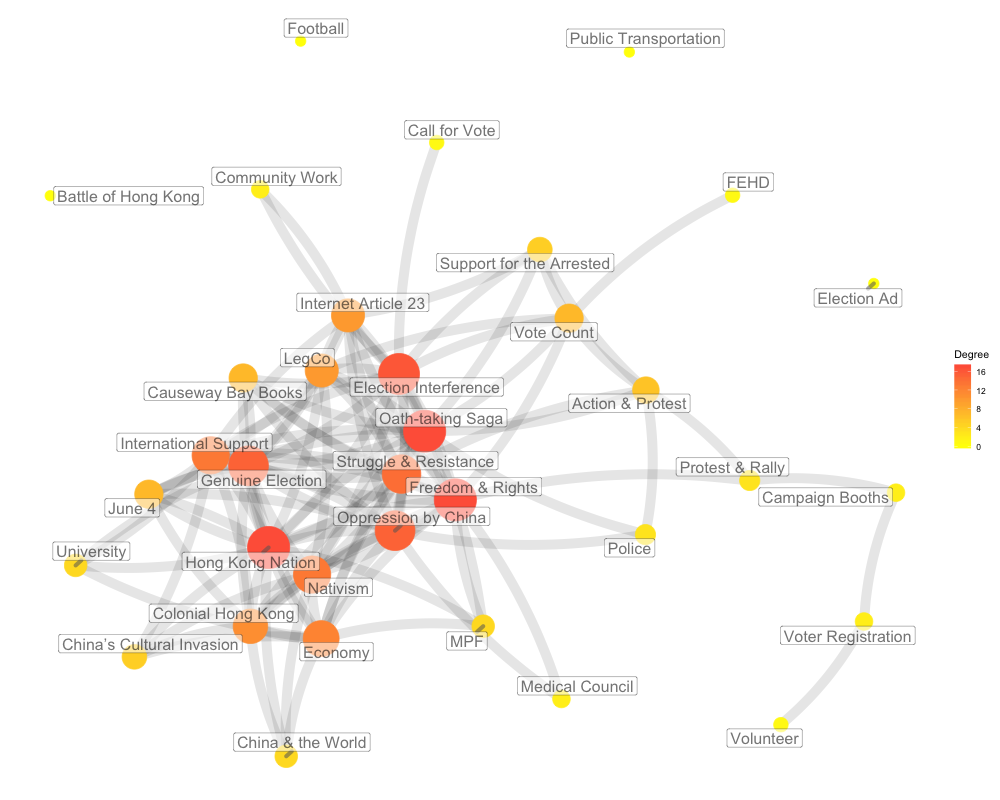 Football
Public Transportation
Call for Vote
Community Work
FEHD
Battle of Hong Kong
Support for the Arrested
Election Ad
Internet Article 23
Vote Count
LegCo
Election Interference
Causeway Bay Books
Action & Protest
Oath-taking Saga
International Support
Struggle & Resistance
Protest & Rally
Genuine Election
Freedom & Rights
Campaign Booths
June 4
Oppression by China
University
Police
Hong Kong Nation
Nativism
Colonial Hong Kong
Voter Registration
China's Cultural Invasion
MPF
Economy
Medical Council
China & the World
Volunteer
Degree
16
12
8
4
0